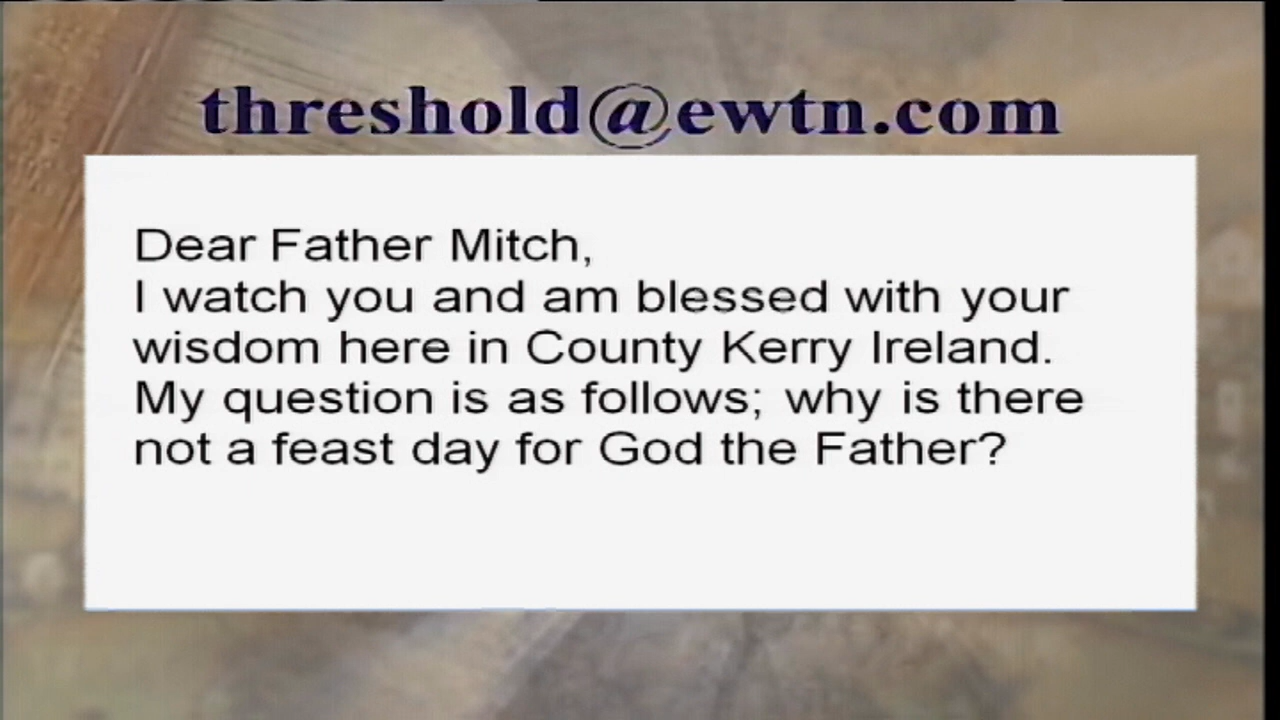 threshold@ewtn.com
Dear Father Mitch,
I watch you and am blessed with your
wisdom here in County Kerry Ireland.
My question is as follows; why is there
not a feast day for God the Father?